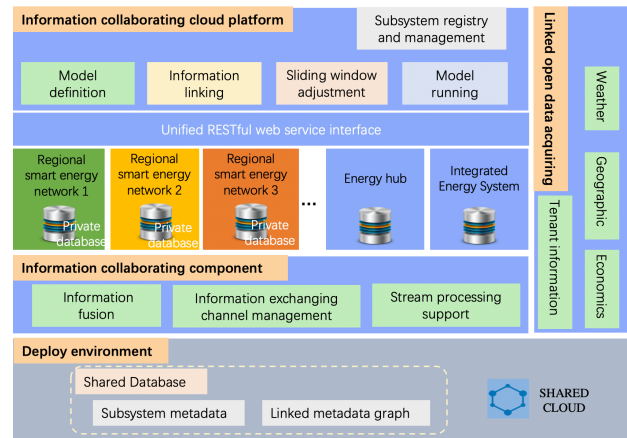 Information collaborating cloud platform
Subsystem registry
and management
Model
definition
Information
linking
Sliding window
adjustment
Model
running
Unified RESTful web service interface
Regional
smart energy
network 1
Private
database
Regional
smart energy
network 2
Private
database
Regional
smart energy
network 3
Private
database
...
Energy hub
Integrated
Energy System
Information collaborating component
Information
fusion
Information exchanging
channel management
Stream processing
support
Linked open data acquiring
Tenant information
Weather
Geographic
Economics
Deploy environment
Shared Database
Subsystem metadata
Linked metadata graph
SHARED
CLOUD